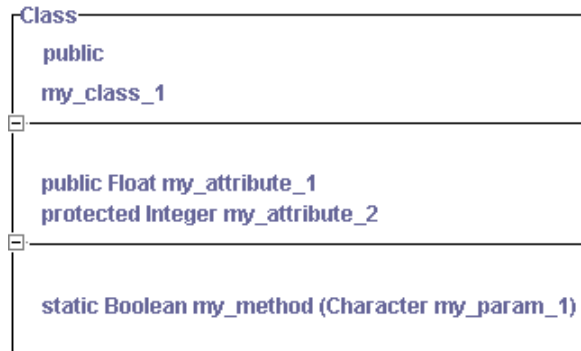 Class
public
my_class_1
public Float my_attribute_1
protected Integer my_attribute_2
static Boolean my_method (Character my_param_1)